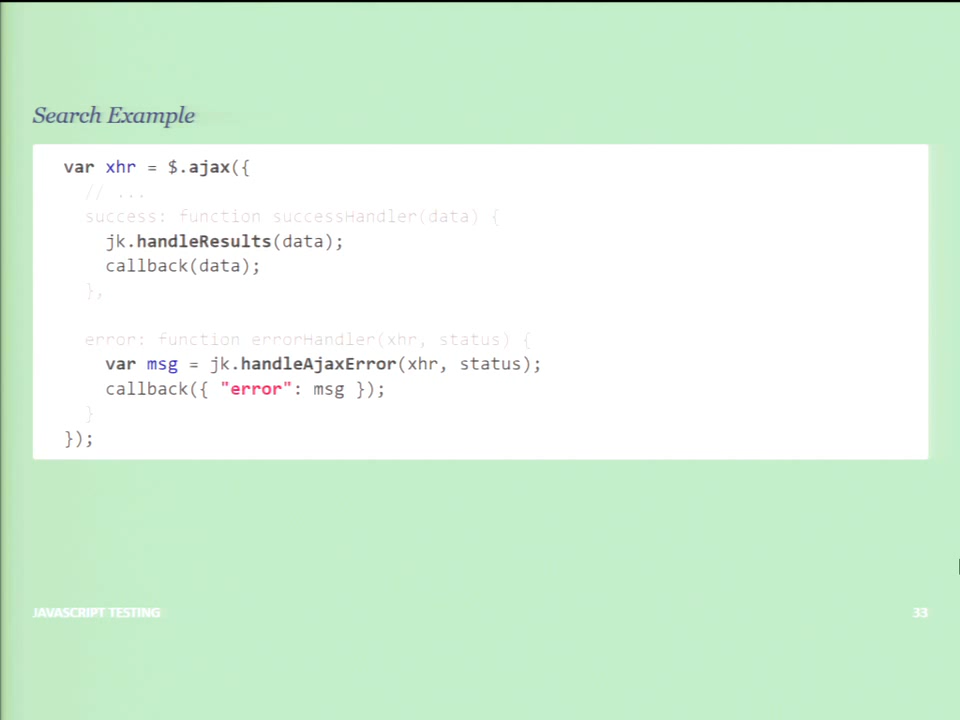 Search Example
var xhr = $.ajax({
// ...
success: function successHandler(data) {
jk.handleResults(data);
callback(data);
},
error: function errorHandler(xhr, status) {
var msg = jk.handleAjaxError(xhr, status);
callback({ "error": msg });
}
});
JAVASCRIPT TESTING
33